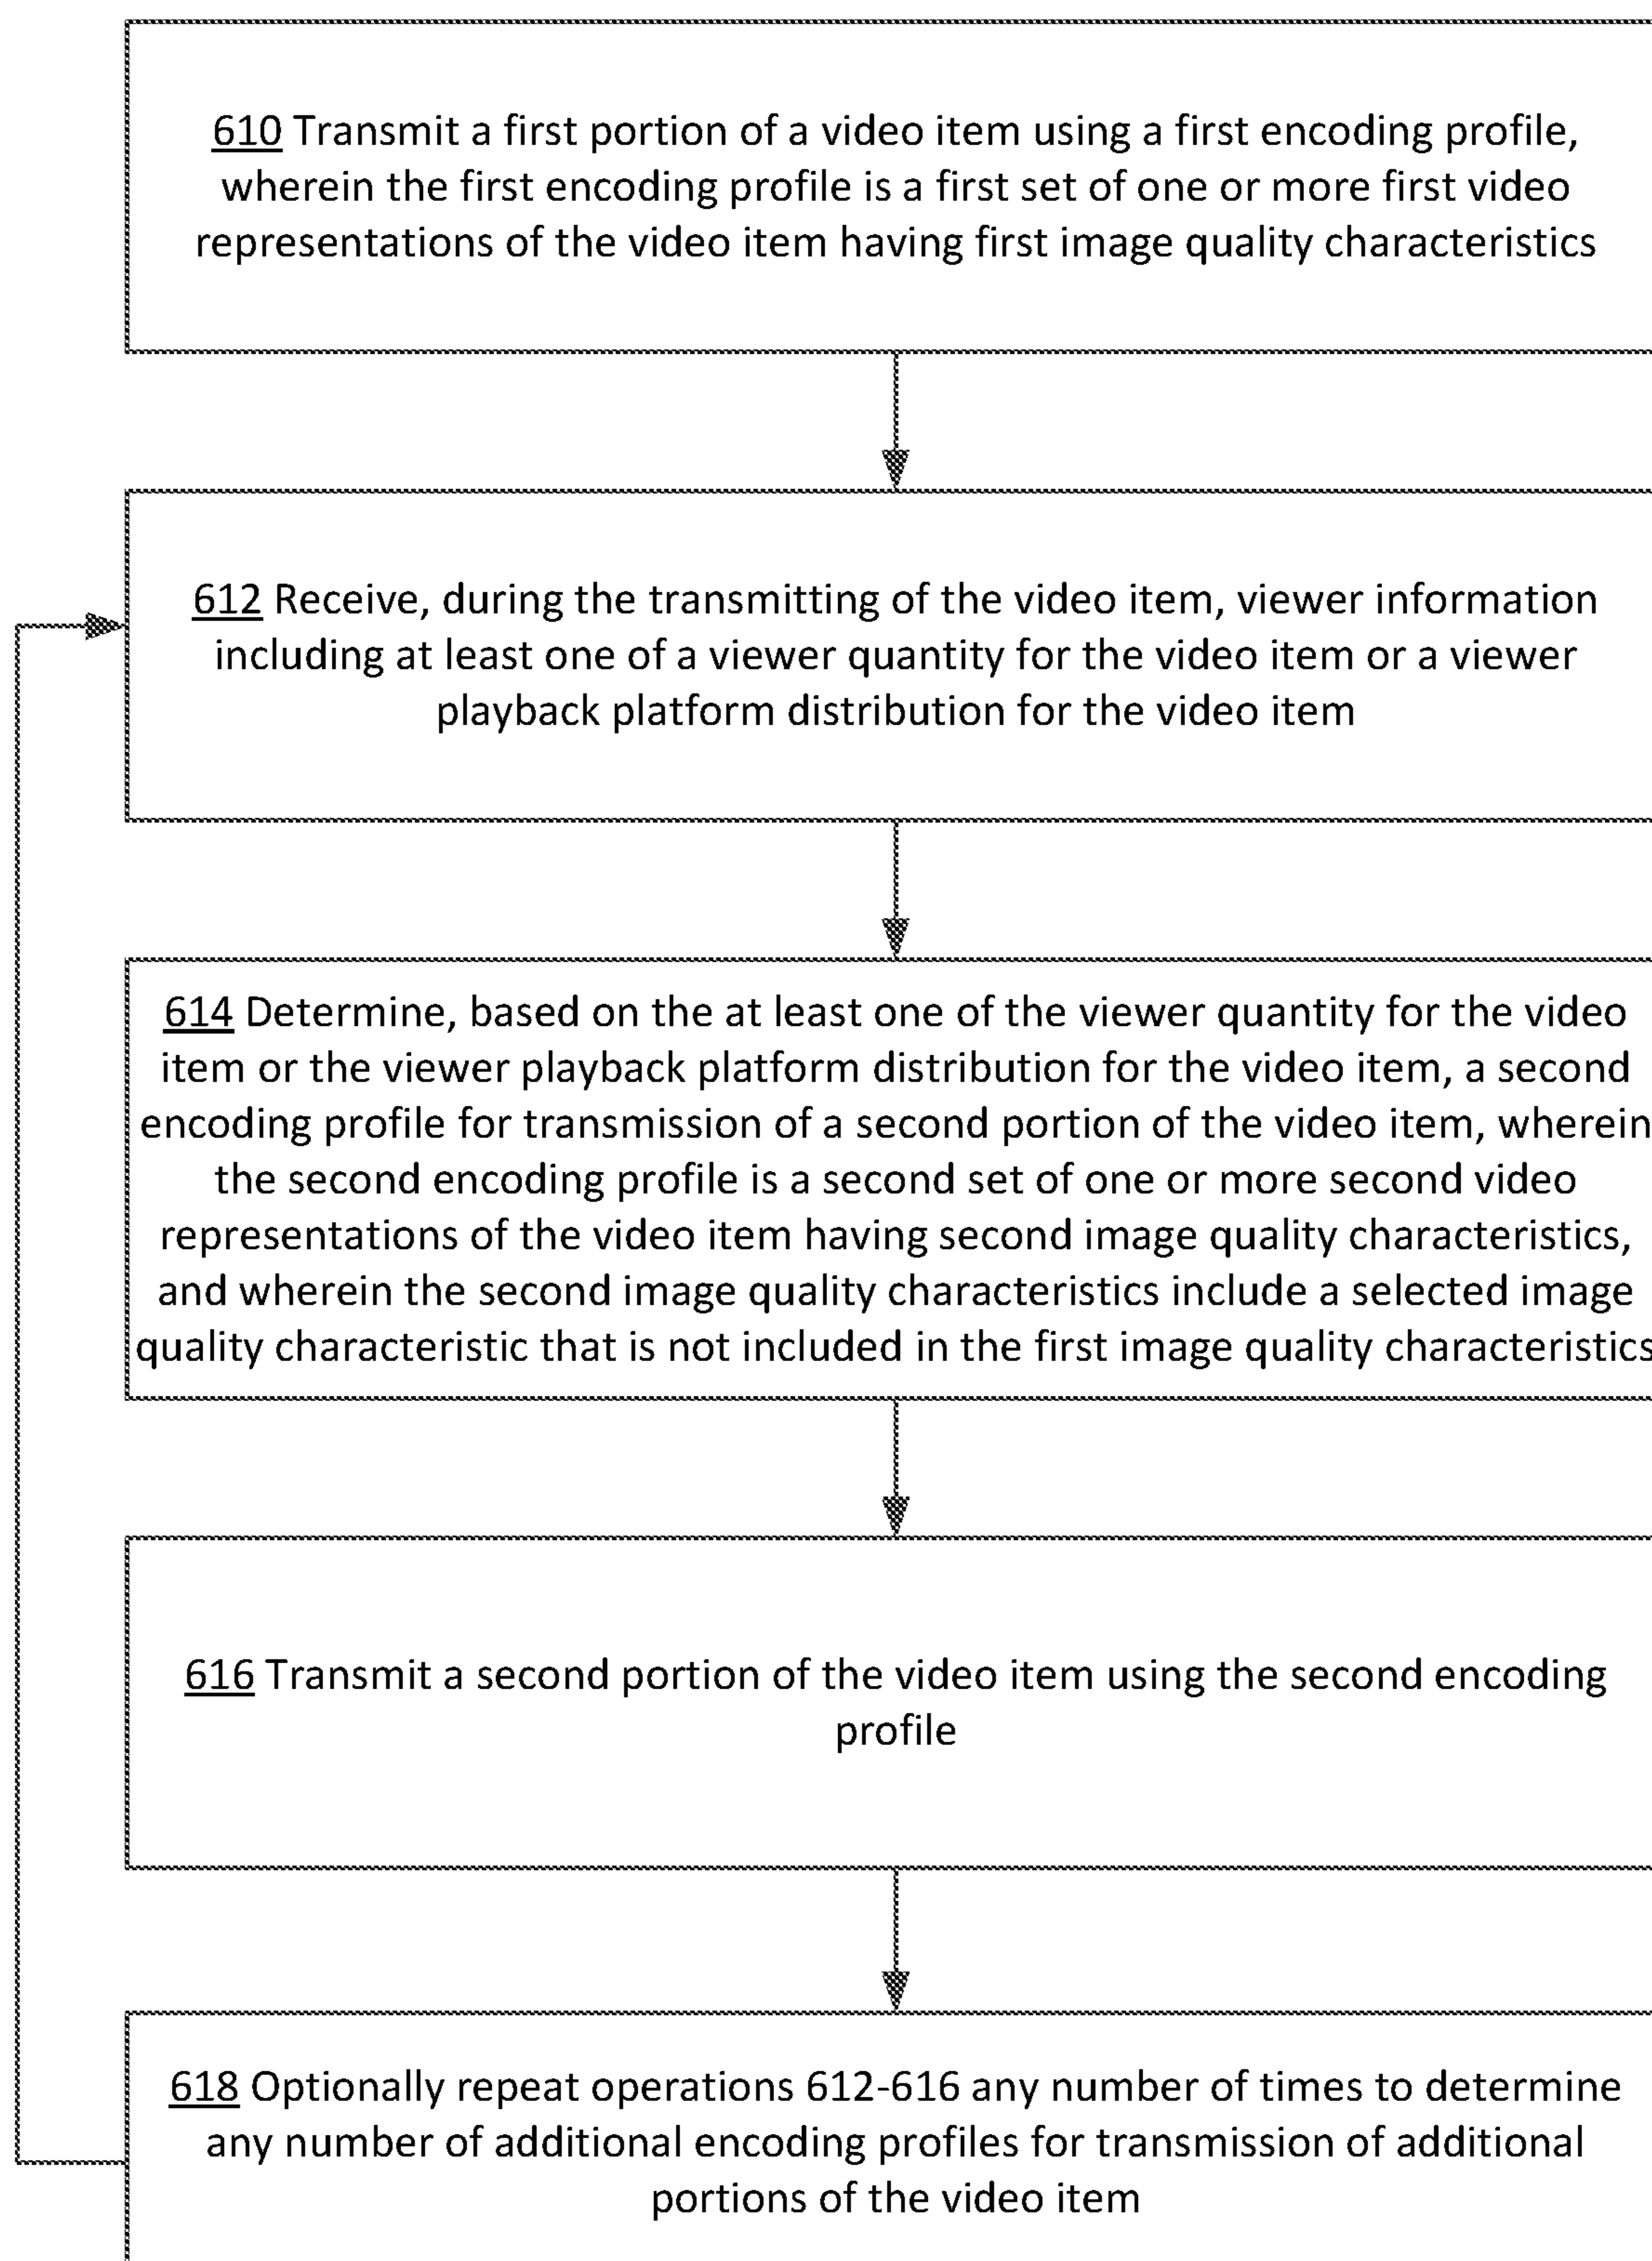 610 Transmit a first portion of a video item using a first encoding profile,
wherein the first encoding profile is a first set of one or more first video
representations of the video item having first image quality characteristics
612 Receive, during the transmitting of the video item, viewer information
including at least one of a viewer quantity for the video item or a viewer
playback platform distribution for the video item
614 Determine, based on the at least one of the viewer quantity for the video
item or the viewer playback platform distribution for the video item, a second
encoding profile for transmission of a second portion of the video item, wherein
the second encoding profile is a second set of one or more second video
representations of the video item having second image quality characteristics,
and wherein the second image quality characteristics include a selected image
quality characteristic that is not included in the first image quality characteristics
616 Transmit a second portion of the video item using the second encoding
profile
618 Optionally repeat operations 612-616 any number of times to determine
any number of additional encoding profiles for transmission of additional
portions of the video item